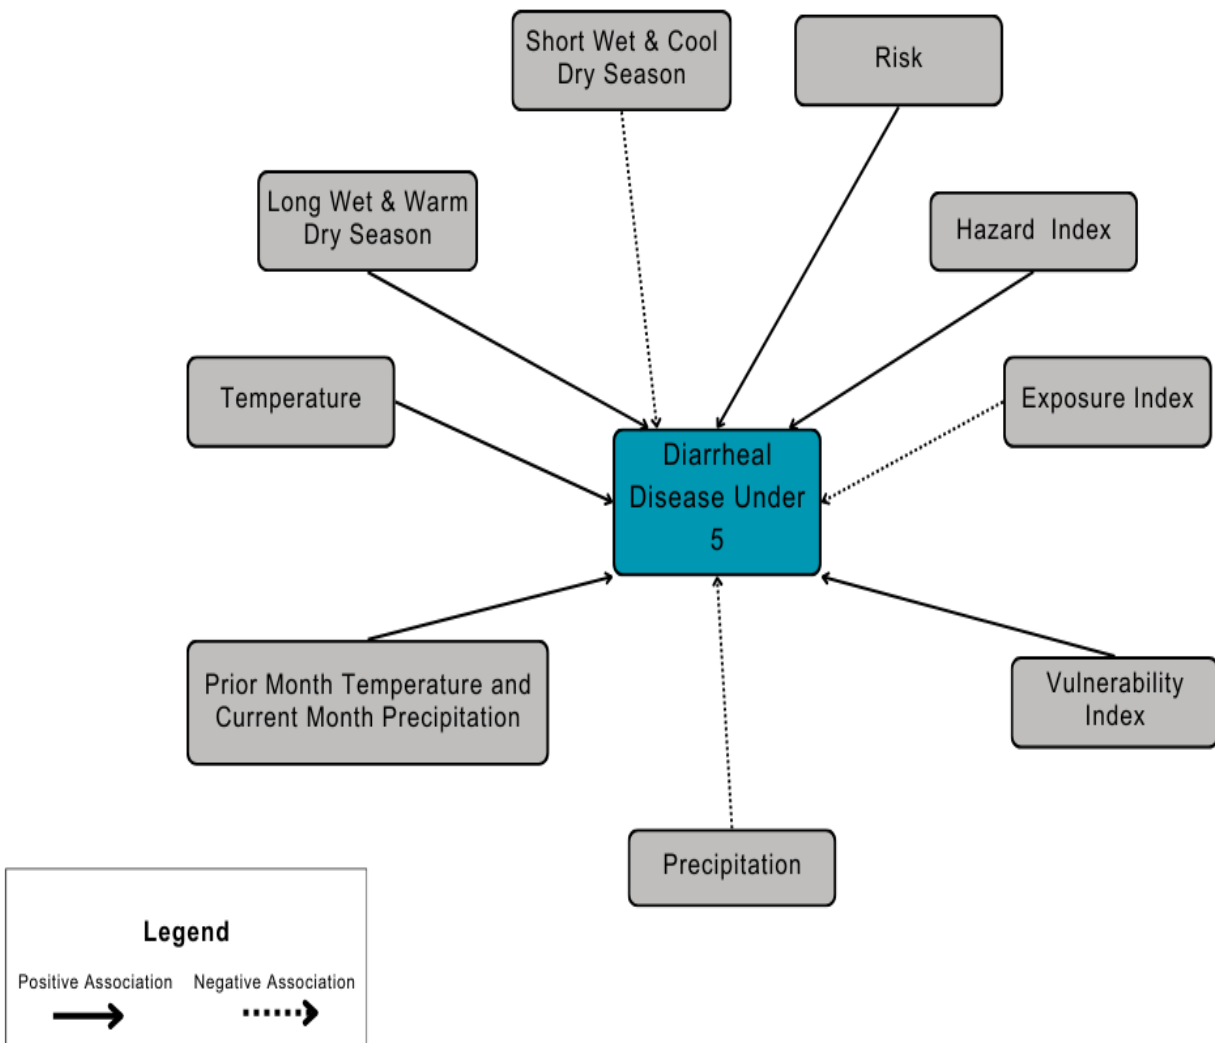 Short Wet & Cool
Dry Season
Risk
Long Wet & Warm
Dry Season
Hazard Index
Temperature
Exposure Index
Diarrheal
Disease Under
5
Prior Month Temperature and
Current Month Precipitation
Vulnerability
Index
Precipitation
Legend
Positive Association
Negative Association